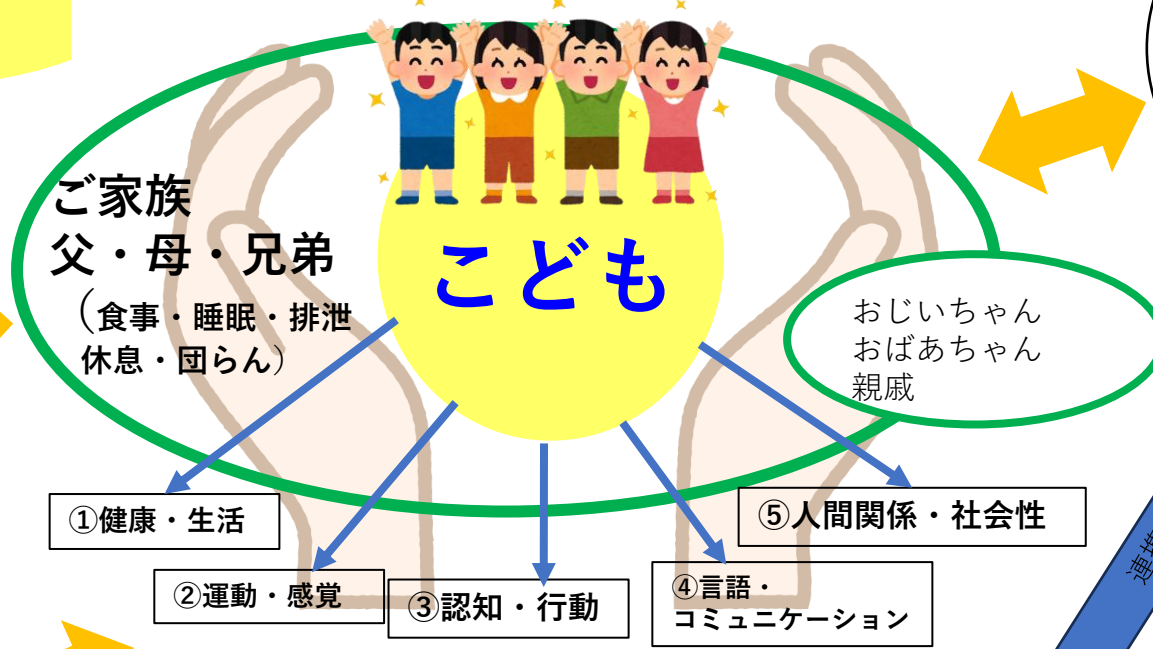 ご家族
父・母・兄弟
（食事・睡眠・排泄
休息・団らん）
こども
おじいちゃん
おばあちゃん
親戚
①健康・生活
②運動・感覚
③認知・行動
④言語・
コミュニケーション
⑤人間関係・社会性
連携